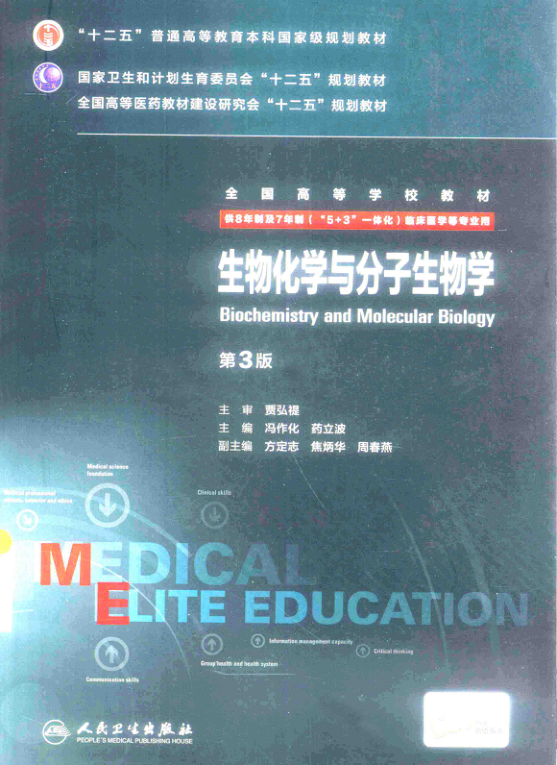 “十二五”普通高等教育本科国家级规划教材
国家卫生和计划生育委员会“十二五”规划教材
全国高等医药教材建设研究会“十二五”规划教材
全国高等学校教材
供8年制及7年制（“5+3”一体化）临床医学等专业用
生物化学与分子生物学
Biochemistry and Molecular Biology
第3版
主 审 贾弘禔
主 编 冯作化 药立波
副主编 方定志 焦炳华 周春燕
Medical science
foundation
Clinical skills
MEDICAL
ELITE EDUCATION
Information management capacity
Critical thinking
Group health and health system
Communication skills
人民卫生出版社
PEOPLE'S MEDICAL PUBLISHING HOUSE